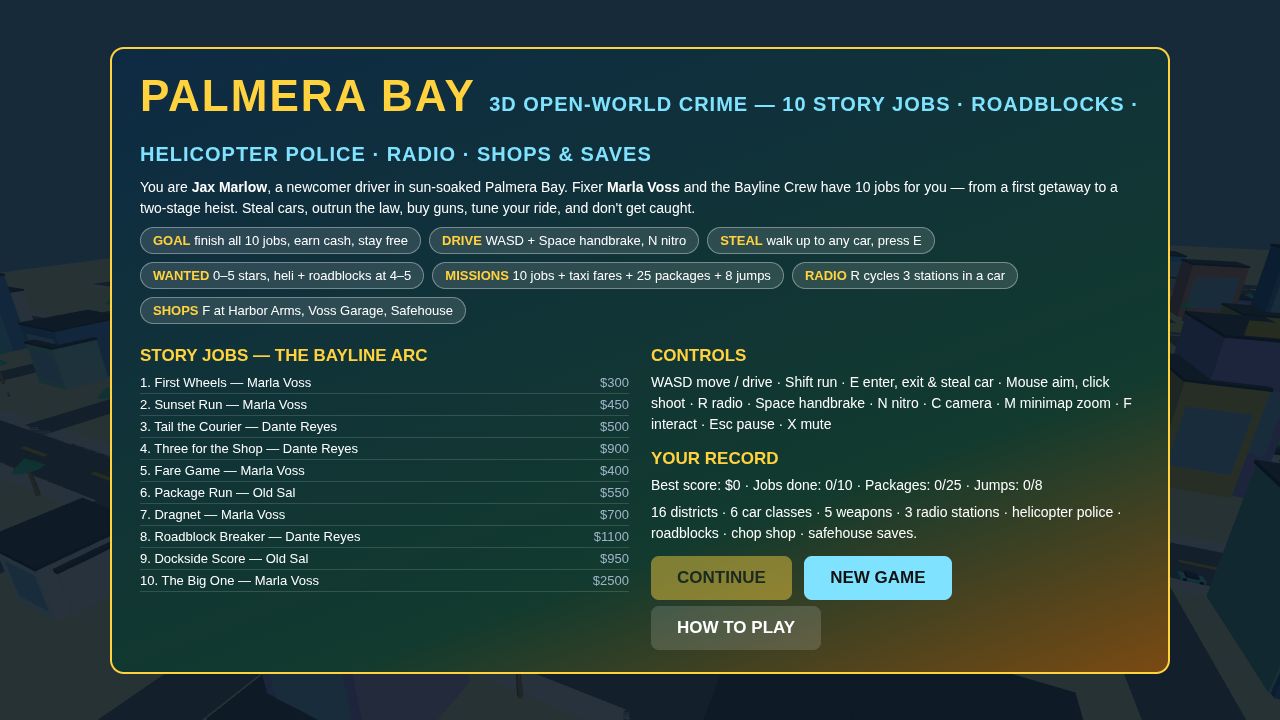 PALMERA BAY 3D OPEN-WORLD CRIME — 10 STORY JOBS · ROADBLOCKS ·
HELICOPTER POLICE · RADIO · SHOPS & SAVES
You are Jax Marlow, a newcomer driver in sun-soaked Palmera Bay. Fixer Marla Voss and the Bayline Crew have 10 jobs for you — from a first getaway to a
two-stage heist. Steal cars, outrun the law, buy guns, tune your ride, and don't get caught.
GOAL finish all 10 jobs, earn cash, stay free
DRIVE WASD + Space handbrake, N nitro
STEAL walk up to any car, press E
WANTED 0–5 stars, heli + roadblocks at 4–5
MISSIONS 10 jobs + taxi fares + 25 packages + 8 jumps
RADIO R cycles 3 stations in a car
SHOPS F at Harbor Arms, Voss Garage, Safehouse
STORY JOBS — THE BAYLINE ARC
1. First Wheels — Marla Voss $300
2. Sunset Run — Marla Voss $450
3. Tail the Courier — Dante Reyes $500
4. Three for the Shop — Dante Reyes $900
5. Fare Game — Marla Voss $400
6. Package Run — Old Sal $550
7. Dragnet — Marla Voss $700
8. Roadblock Breaker — Dante Reyes $1100
9. Dockside Score — Old Sal $950
10. The Big One — Marla Voss $2500
CONTROLS
WASD move / drive · Shift run · E enter, exit & steal car · Mouse aim, click
shoot · R radio · Space handbrake · N nitro · C camera · M minimap zoom · F
interact · Esc pause · X mute
YOUR RECORD
Best score: $0 · Jobs done: 0/10 · Packages: 0/25 · Jumps: 0/8
16 districts · 6 car classes · 5 weapons · 3 radio stations · helicopter police ·
roadblocks · chop shop · safehouse saves.
CONTINUE
NEW GAME
HOW TO PLAY